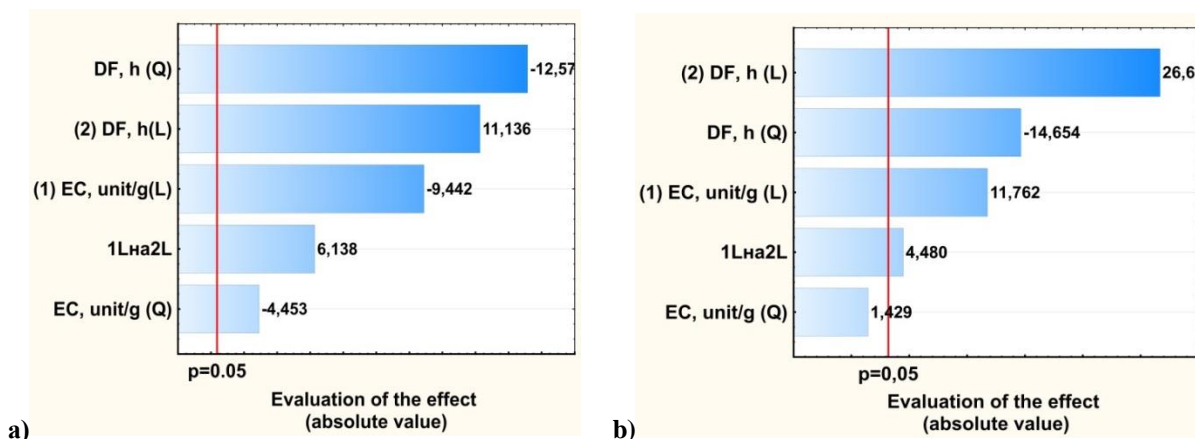 DF, h (Q)
-12,57
(2) DF, h(L)
11,136
(1) EC, unit/g(L)
-9,442
1Lна2L
6,138
EC, unit/g (Q)
-4,453
p=0.05
Evaluation of the effect
(absolute value)
a)
(2) DF, h (L)
26,6
DF, h (Q)
-14,654
(1) EC, unit/g (L)
11,762
1Lна2L
4,480
EC, unit/g (Q)
1,429
p=0,05
Evaluation of the effect
(absolute value)
b)